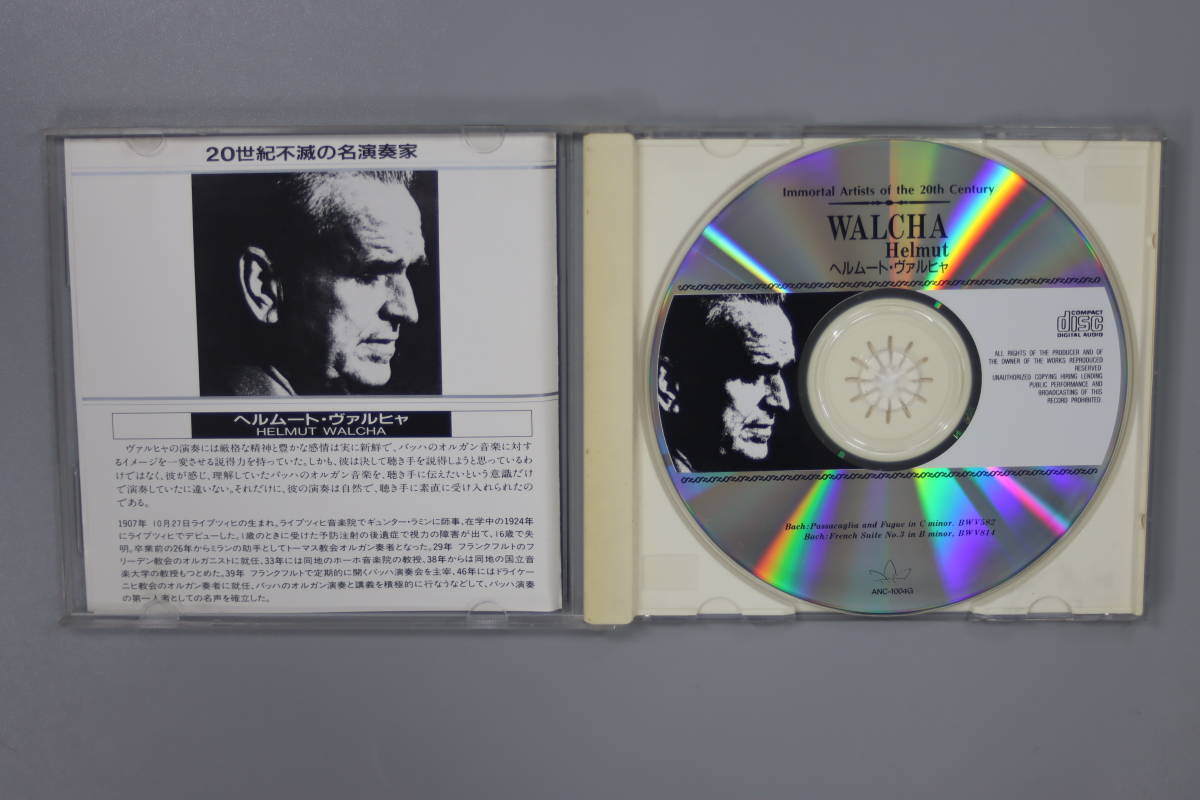 20世紀不滅の名演奏家
ヘルムート・ヴァルヒャ
HELMUT WALCHA
ヴァルヒャの演奏には厳格な精神と豊かな感情は実に新鮮で、バッハのオルガン音楽に対す
るイメージを一変させる説得力を持っていた。しかも、彼は決して聴き手を説得しようと思っているわ
けではなく、彼が感じ、理解していたバッハのオルガン音楽を、聴き手に伝えたいという意識だけ
で演奏していたに違いない。それだけに、彼の演奏は自然で、聴き手に素直に受け入れられたの
である。
1907年 10月27日ライプツィヒの生まれ。ライプツィヒ音楽院でギュンター・ラミンに師事、在学中の1924年
にライプツィヒでデビューした。1歳のときに受けた予防注射の後遺症で視力の障害が出て、16歳で失
明。卒業前の26年からラミンの助手としてトーマス教会オルガン奏者となった。29年 フランクフルトのフ
リーデン教会のオルガニストに就任、33年には同地のホーホ音楽院の教授、38年からは同地の国立音
楽大学の教授もつとめた。39年 フランクフルトで定期的に開くバッハ演奏会を主宰、46年にはドライケー
ニヒ教会のオルガン奏者に就任、バッハのオルガン演奏と講義を積極的に行なうなどして、バッハ演奏
の第一人者としての名声を確立した。
Immortal Artists of the 20th Century
WALCHA
Helmut
ヘルムート・ヴァルヒャ
COMPACT
disc
DIGITAL AUDIO
ALL RIGHTS OF THE PRODUCER AND OF
THE OWNER OF THE WORKS REPRODUCED
RESERVED
UNAUTHORIZED COPYING HIRING LENDING
PUBLIC PERFORMANCE AND
BROADCASTING OF THIS
RECORD PROHIBITED
Bach: Passacaglia and Fugue in C minor, BWV582
Bach: French Suite No.3 in B minor, BWV814
ANC-1004G